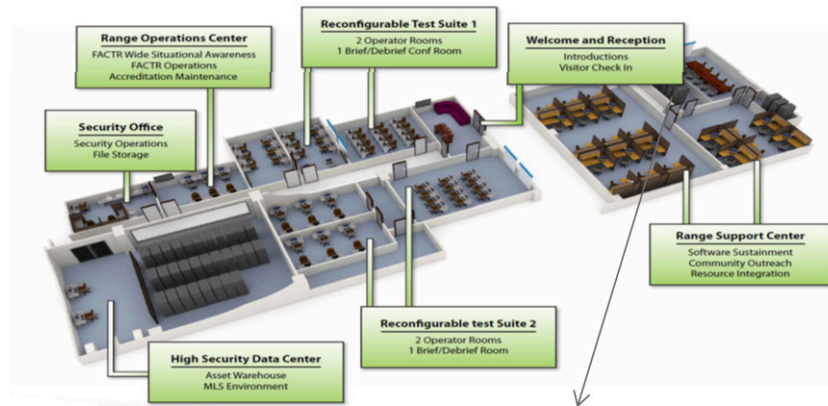 Range Operations Center
FACTR Wide Situational Awareness
FACTR Operations
Accreditation Maintenance
Reconfigurable Test Suite 1
2 Operator Rooms
1 Brief/Debrief Conf Room
Welcome and Reception
Introductions
Visitor Check In
Security Office
Security Operations
File Storage
Range Support Center
Software Sustainment
Community Outreach
Resource Integration
Reconfigurable test Suite 2
2 Operator Rooms
1 Brief/Debrief Room
High Security Data Center
Asset Warehouse
MLS Environment